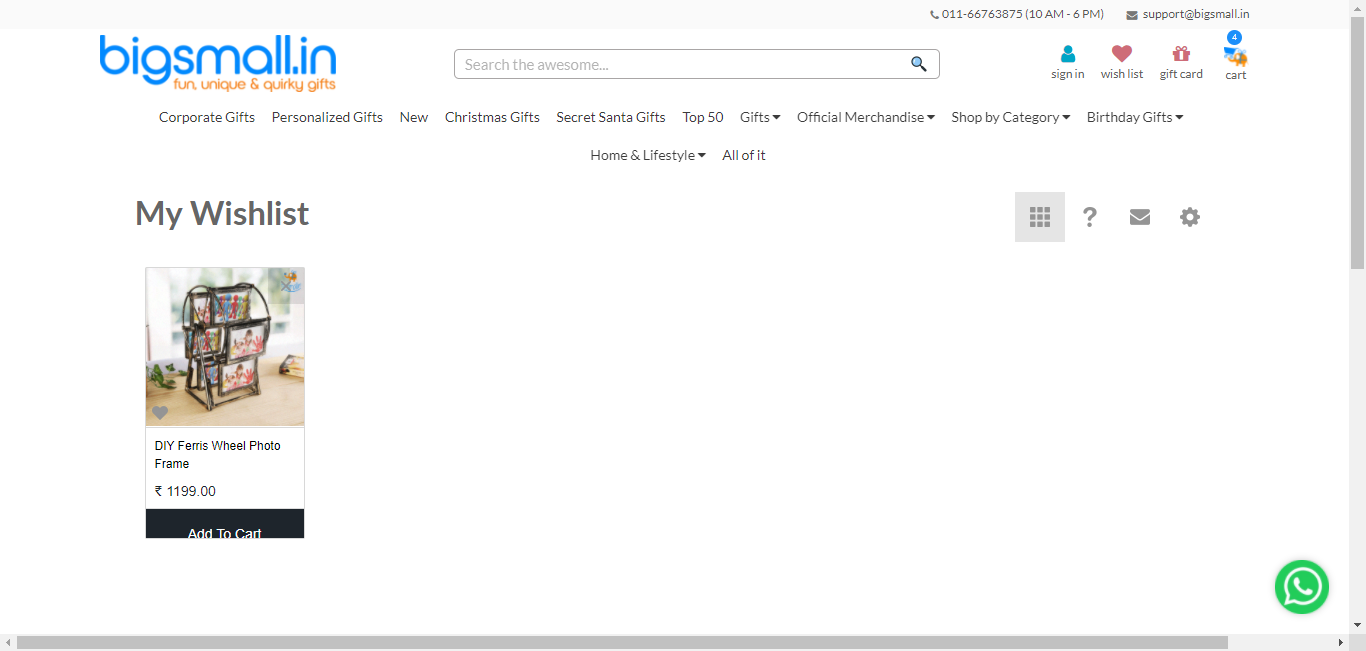 011-66763875 (10 AM - 6 PM) support@bigsmall.in
bigsmall.in
fun, unique & quirky gifts
Search the awesome...
sign in wish list gift card 4 cart
Corporate Gifts Personalized Gifts New Christmas Gifts Secret Santa Gifts Top 50 Gifts Official Merchandise Shop by Category Birthday Gifts
Home & Lifestyle All of it
My Wishlist
?
DIY Ferris Wheel Photo
Frame
₹ 1199.00
Add To Cart